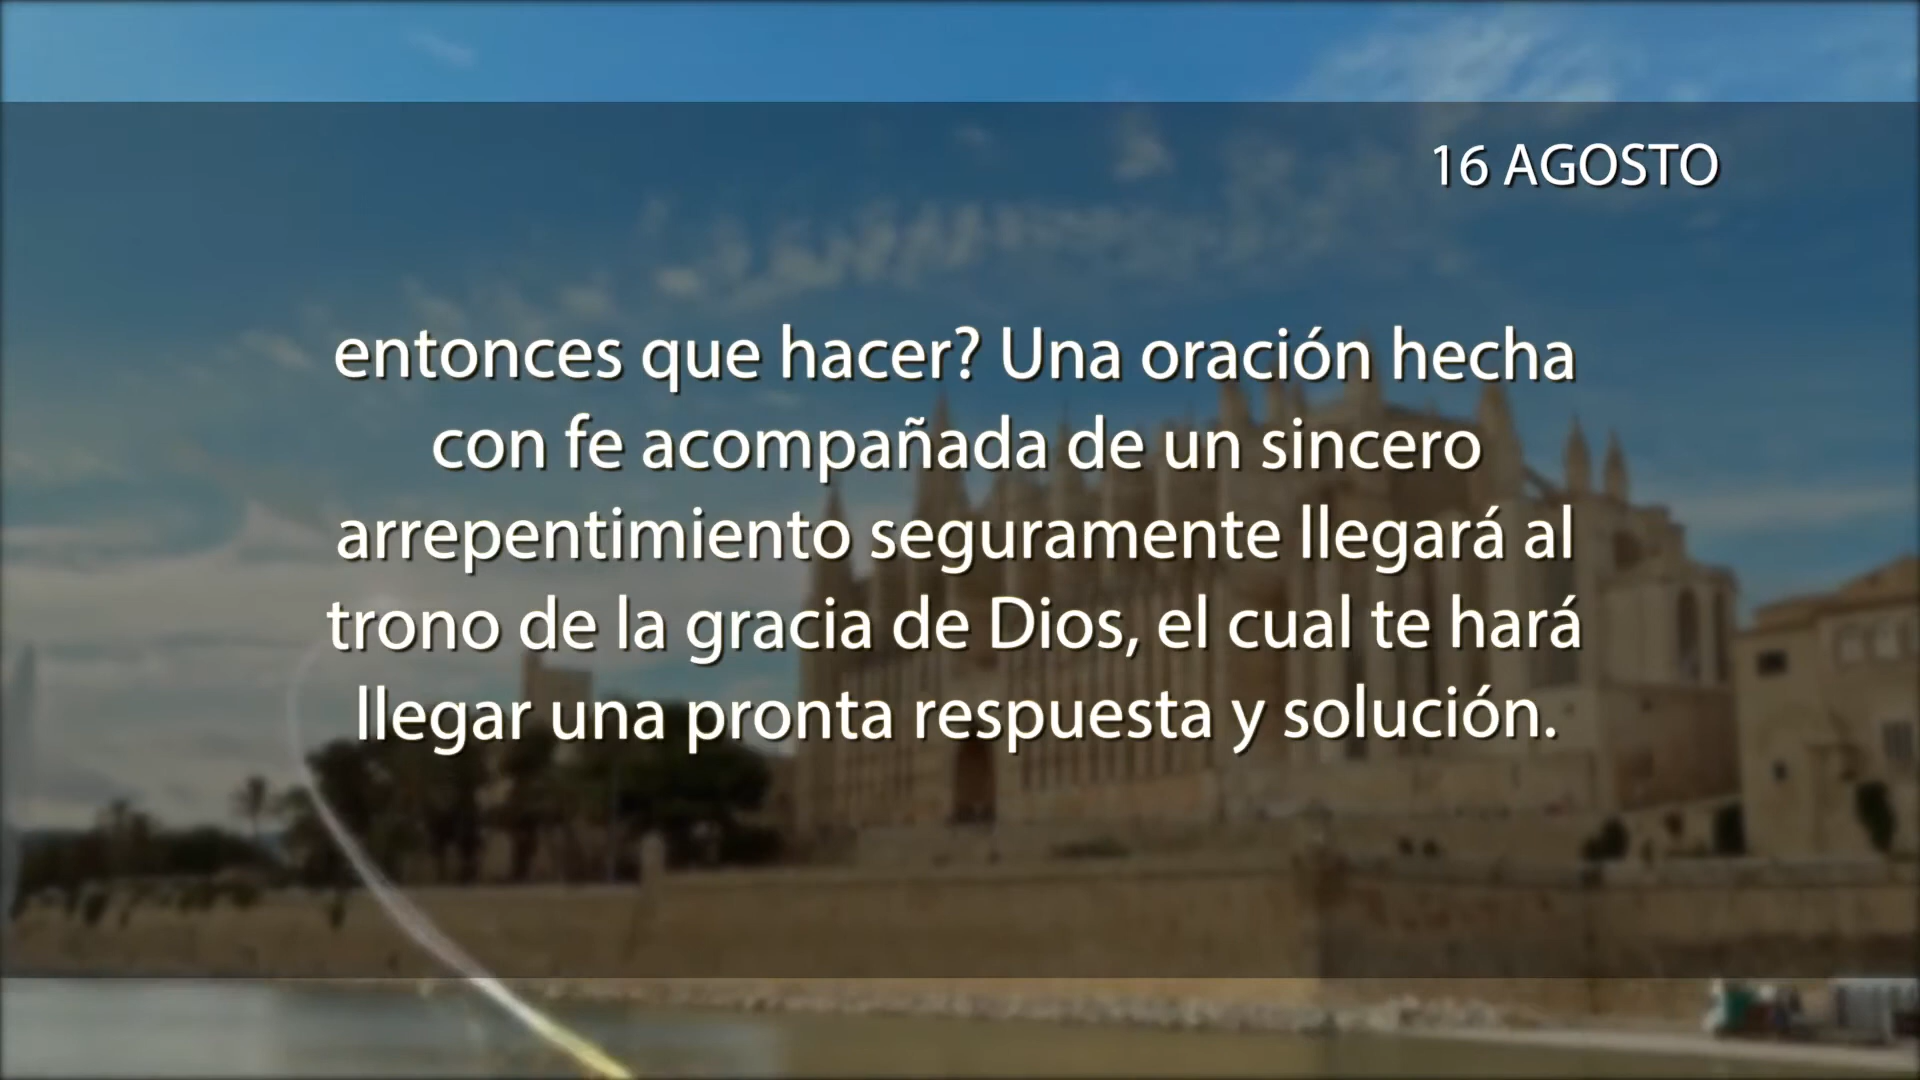 16 AGOSTO
entonces que hacer? Una oración hecha
con fe acompañada de un sincero
arrepentimiento seguramente llegará al
trono de la gracia de Dios, el cual te hará
llegar una pronta respuesta y solución.